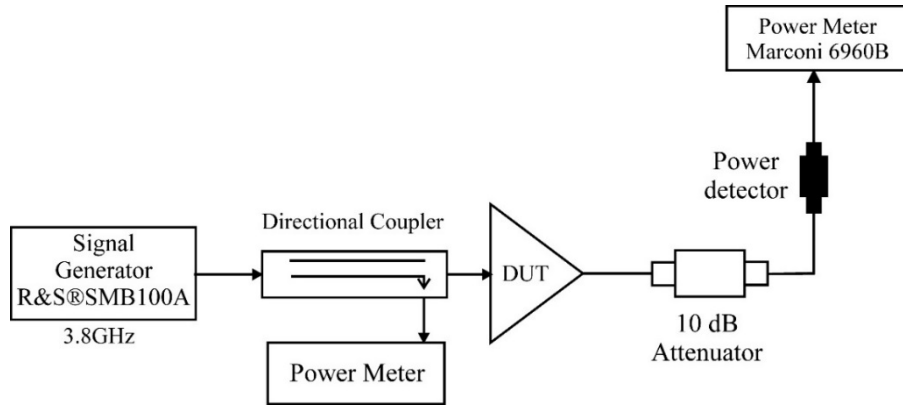 Power Meter
Marconi 6960B
Power
detector
Directional Coupler
Signal
Generator
R&S®SMB100A
3.8GHz
DUT
10 dB
Attenuator
Power Meter